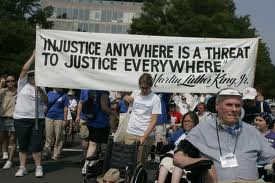 INJUSTICE ANYWHERE IS A THREAT
TO JUSTICE EVERYWHERE."
Martin Luther King, Jr.